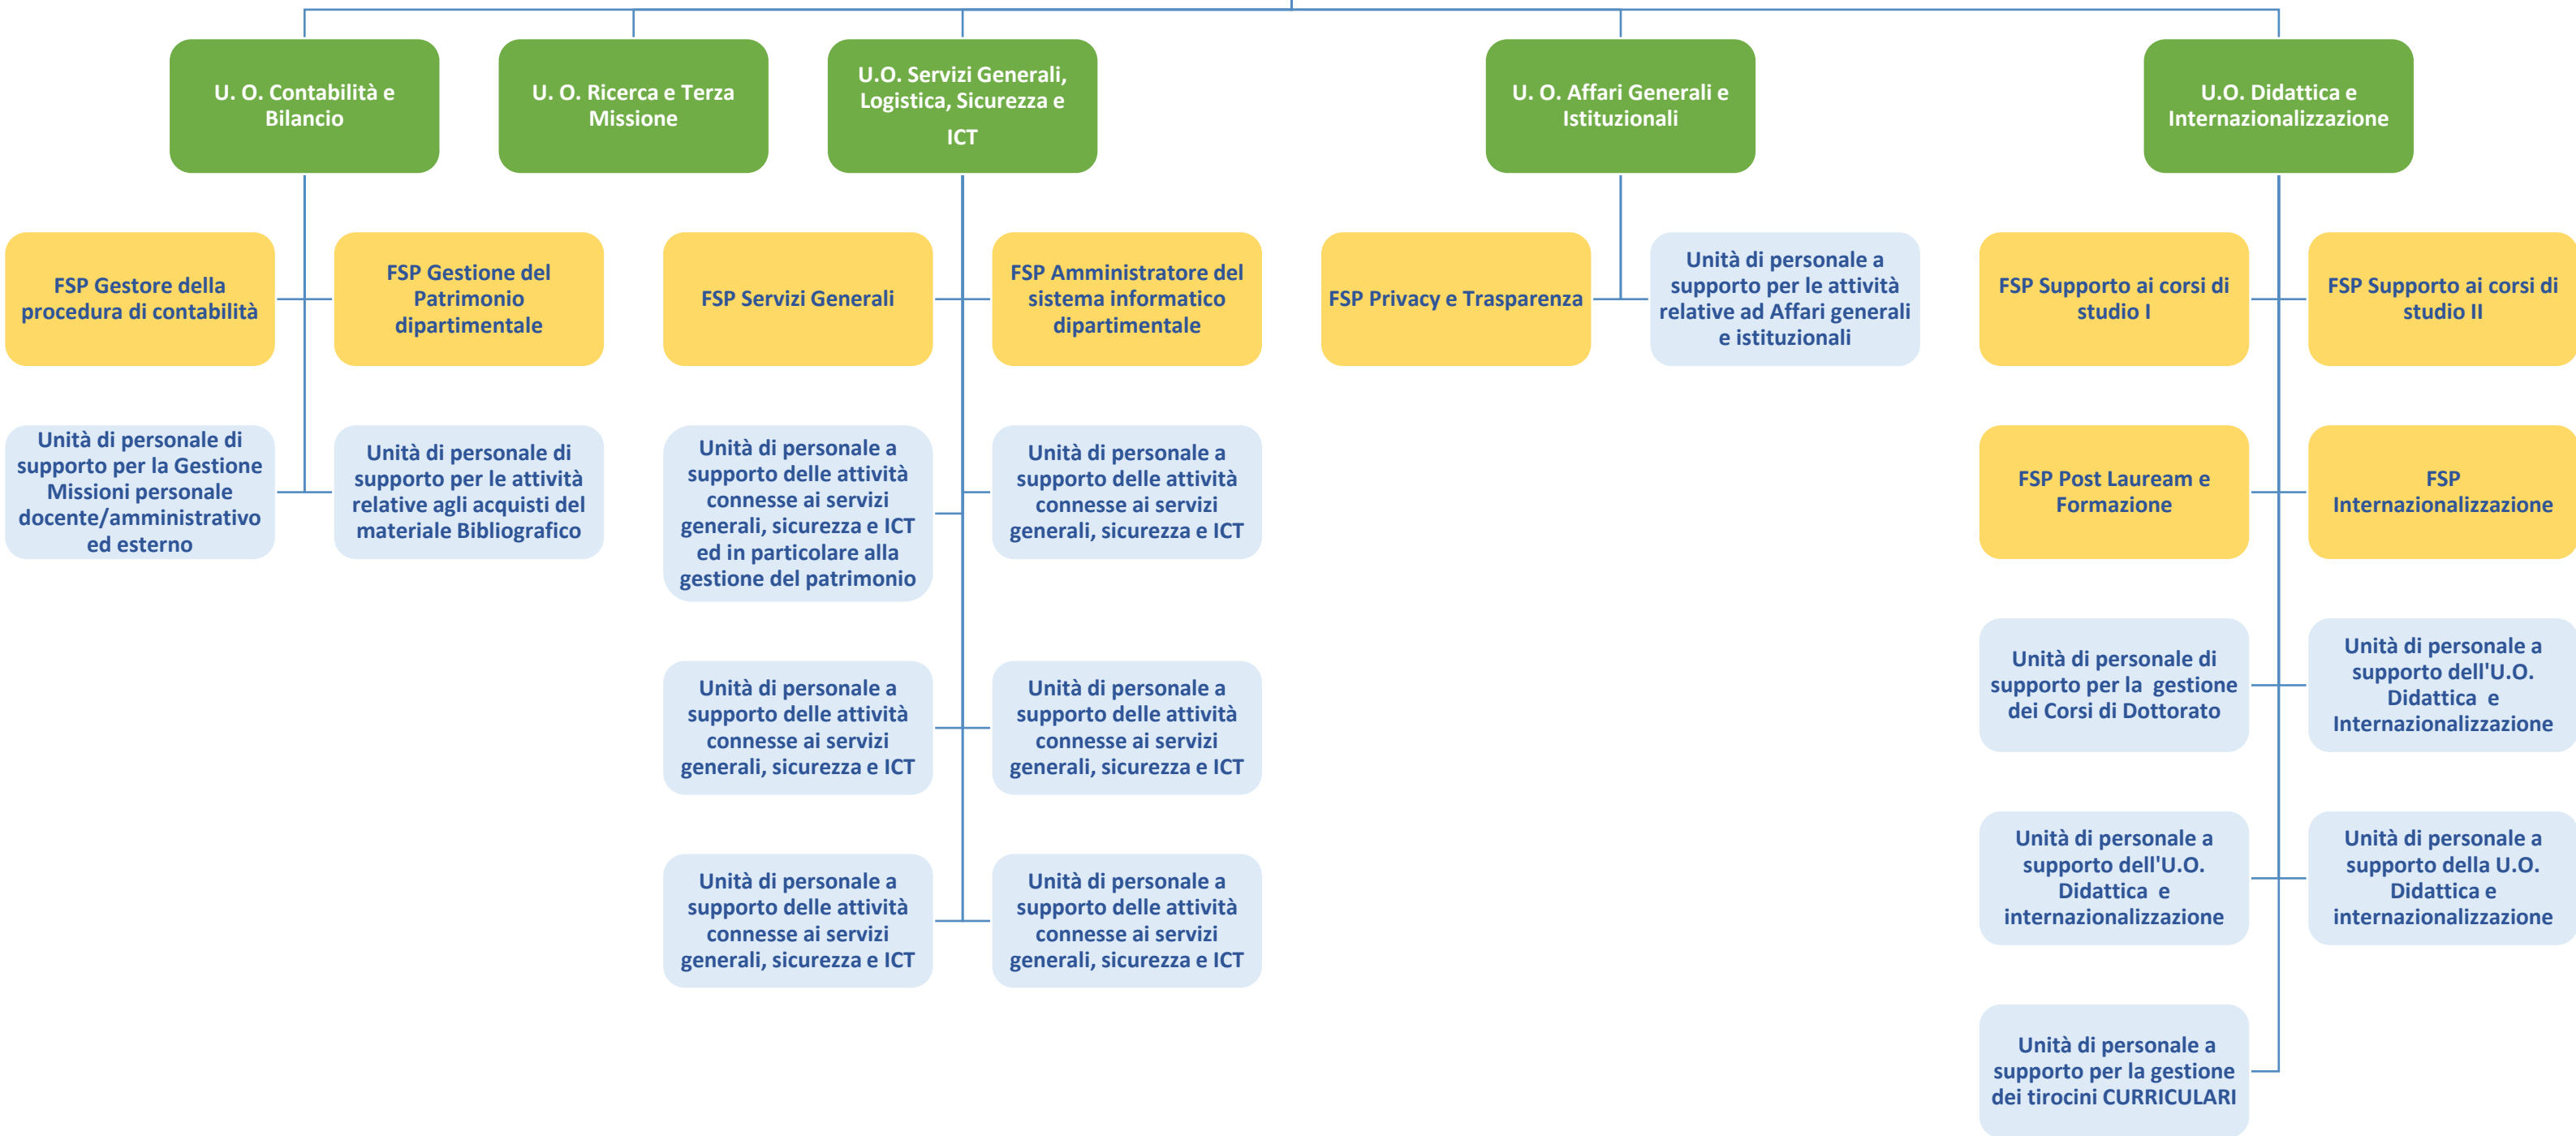 U. O. Contabilità e
Bilancio
U. O. Ricerca e Terza
Missione
U.O. Servizi Generali,
Logistica, Sicurezza e
ICT
U. O. Affari Generali e
Istituzionali
U.O. Didattica e
Internazionalizzazione
FSP Gestore della
procedura di contabilità
FSP Gestione del
Patrimonio
dipartimentale
FSP Servizi Generali
FSP Amministratore del
sistema informatico
dipartimentale
FSP Privacy e Trasparenza
Unità di personale a
supporto per le attività
relative ad Affari generali
e istituzionali
FSP Supporto ai corsi di
studio I
FSP Supporto ai corsi di
studio II
Unità di personale di
supporto per la Gestione
Missioni personale
docente/amministrativo
ed esterno
Unità di personale di
supporto per le attività
relative agli acquisti del
materiale Bibliografico
Unità di personale a
supporto delle attività
connesse ai servizi
generali, sicurezza e ICT
ed in particolare alla
gestione del patrimonio
Unità di personale a
supporto delle attività
connesse ai servizi
generali, sicurezza e ICT
FSP Post Lauream e
Formazione
FSP
Internazionalizzazione
Unità di personale a
supporto delle attività
connesse ai servizi
generali, sicurezza e ICT
Unità di personale a
supporto delle attività
connesse ai servizi
generali, sicurezza e ICT
Unità di personale di
supporto per la  gestione
dei Corsi di Dottorato
Unità di personale a
supporto dell'U.O.
Didattica  e
Internazionalizzazione
Unità di personale a
supporto delle attività
connesse ai servizi
generali, sicurezza e ICT
Unità di personale a
supporto delle attività
connesse ai servizi
generali, sicurezza e ICT
Unità di personale a
supporto dell'U.O.
Didattica  e
internazionalizzazione
Unità di personale a
supporto della U.O.
Didattica e
internazionalizzazione
Unità di personale a
supporto per la gestione
dei tirocini CURRICULARI